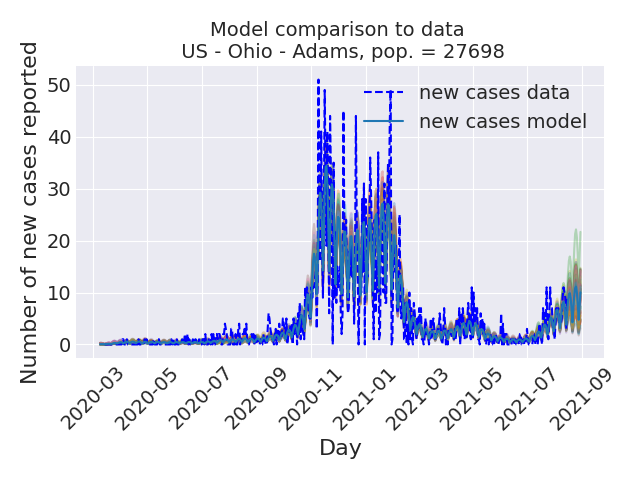 Model comparison to data
US - Ohio - Adams, pop. = 27698
Number of new cases reported
50
40
30
20
10
0
new cases data
new cases model
2020-03
2020-05
2020-07
2020-09
2020-11
2021-01
2021-03
2021-05
2021-07
2021-09
Day